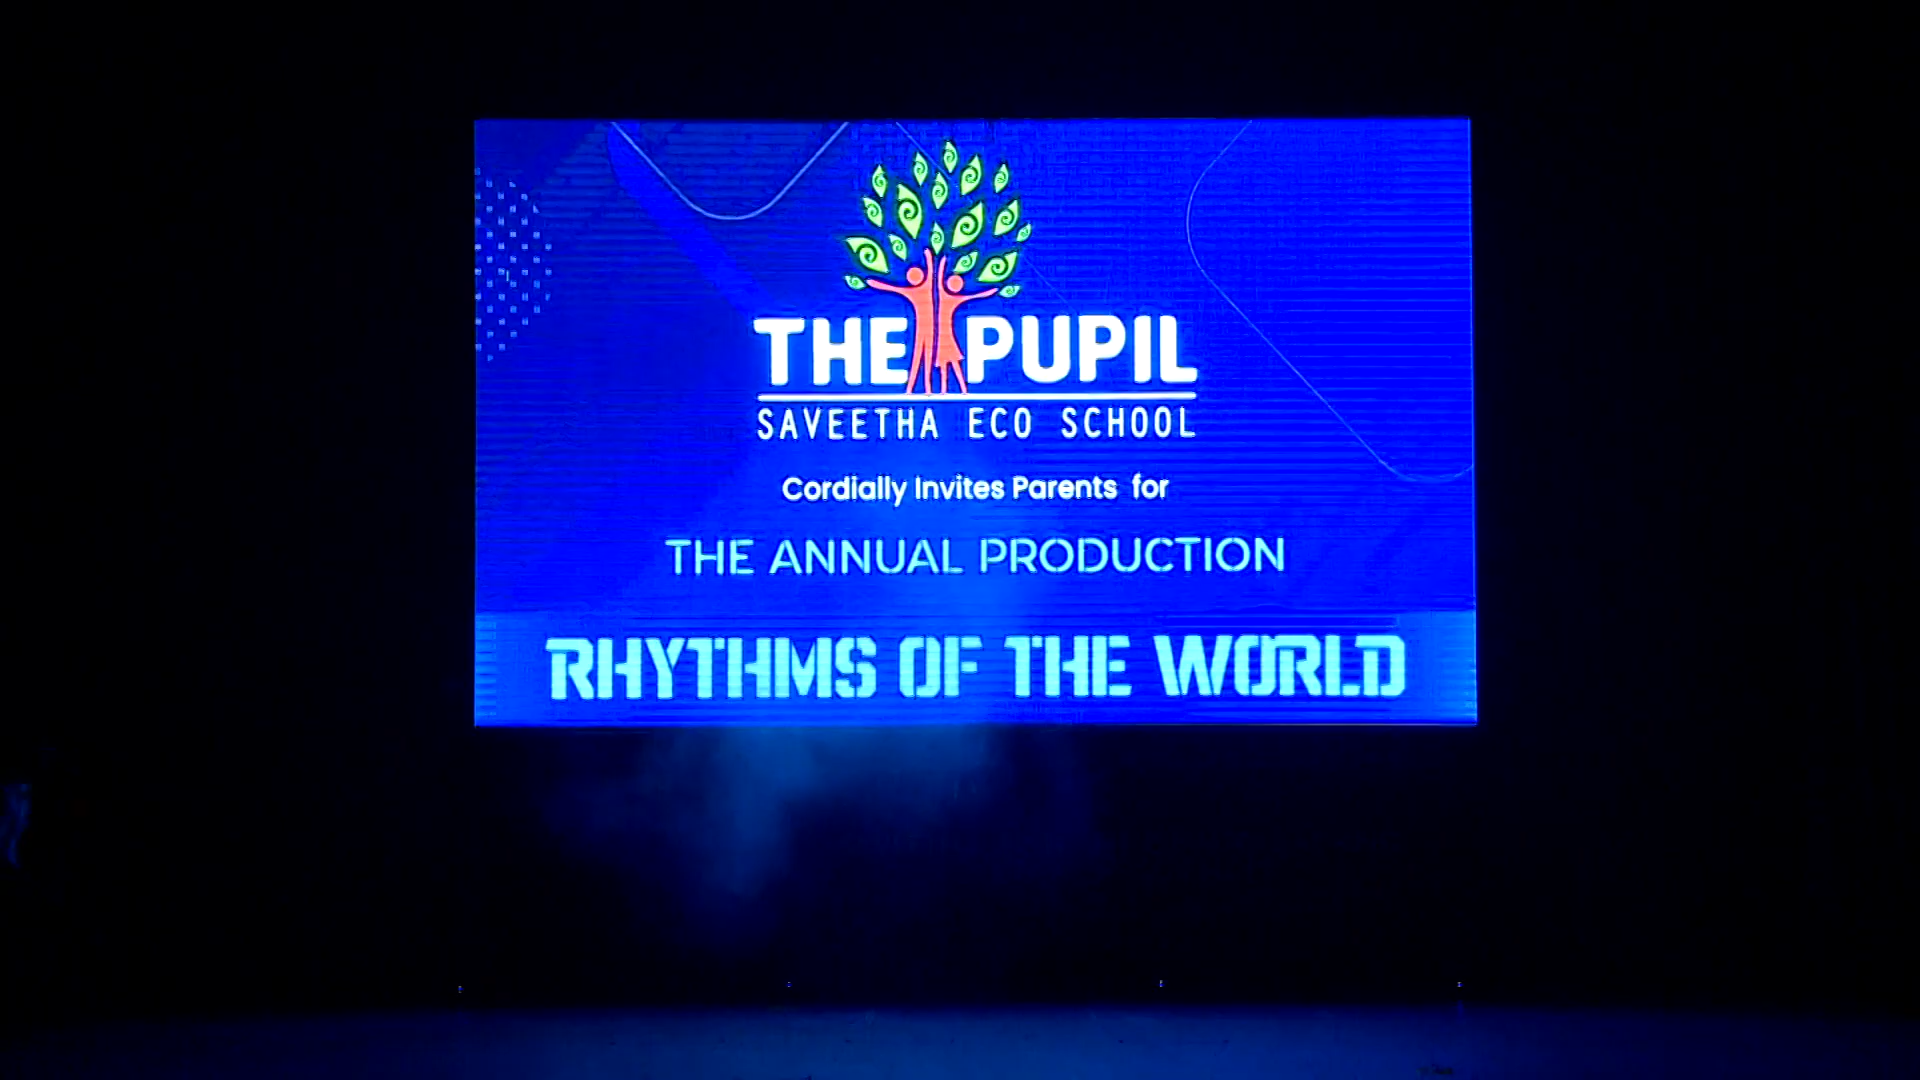 THE PUPIL
SAVEETHA ECO SCHOOL
Cordially Invites Parents for
THE ANNUAL PRODUCTION
RHYTHMS OF THE WORLD